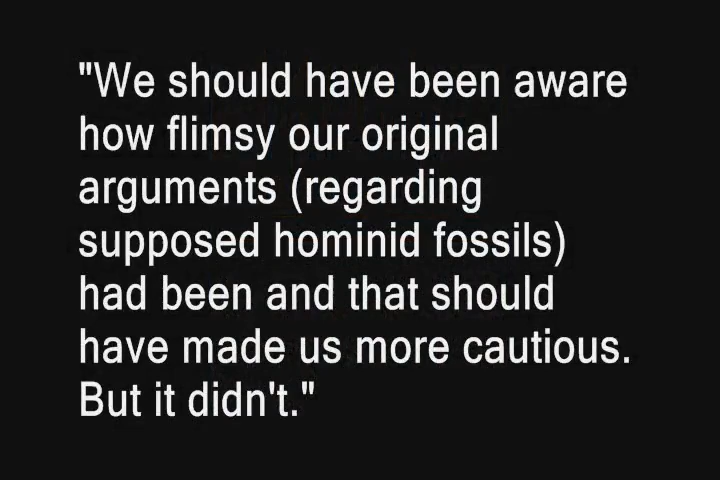 "We should have been aware
how flimsy our original
arguments (regarding
supposed hominid fossils)
had been and that should
have made us more cautious.
But it didn't."